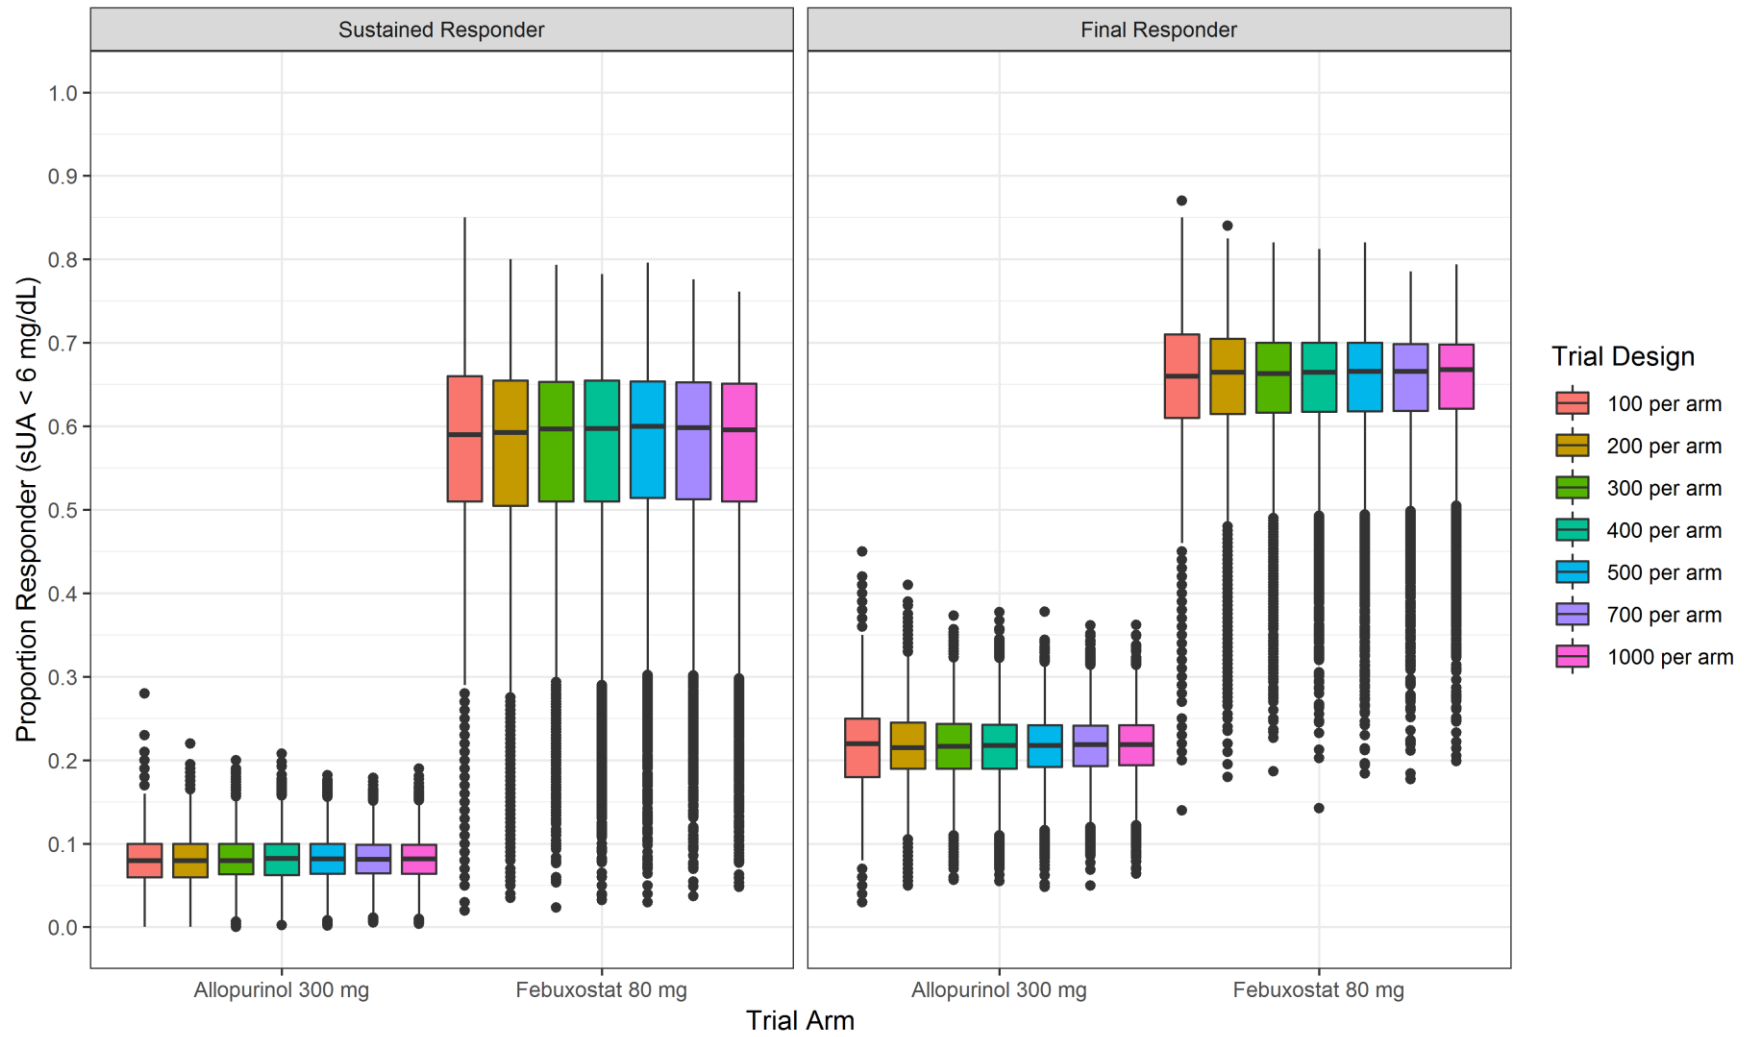 Sustained Responder
Final Responder
Proportion Responder (sUA < 6 mg/dL)
1.0
0.9
0.8
0.7
0.6
0.5
0.4
0.3
0.2
0.1
0.0
Allopurinol 300 mg
Febuxostat 80 mg
Allopurinol 300 mg
Febuxostat 80 mg
Trial Arm
Trial Design
100 per arm
200 per arm
300 per arm
400 per arm
500 per arm
700 per arm
1000 per arm